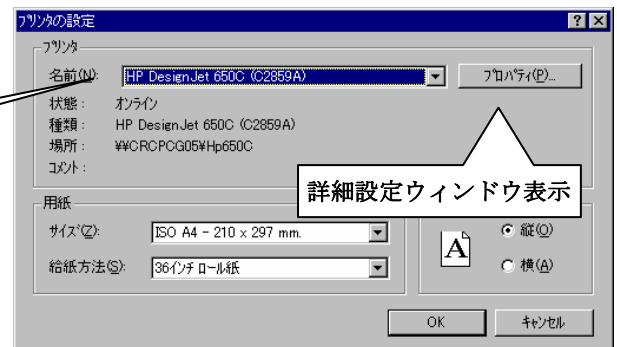 プリンタの設定
プリンタ
名前(N): HP DesignJet 650C (C2859A) プロパティ(P)...
状態: オンライン
種類: HP DesignJet 650C (C2859A)
場所: ¥¥CRCPCG05¥Hp650C
コメント:
詳細設定ウィンドウ表示
用紙
サイズ(Z): ISO A4 - 210 x 297 mm.
給紙方法(S): 36インチ ロール紙
A
縦(O)
横(A)
OK キャンセル